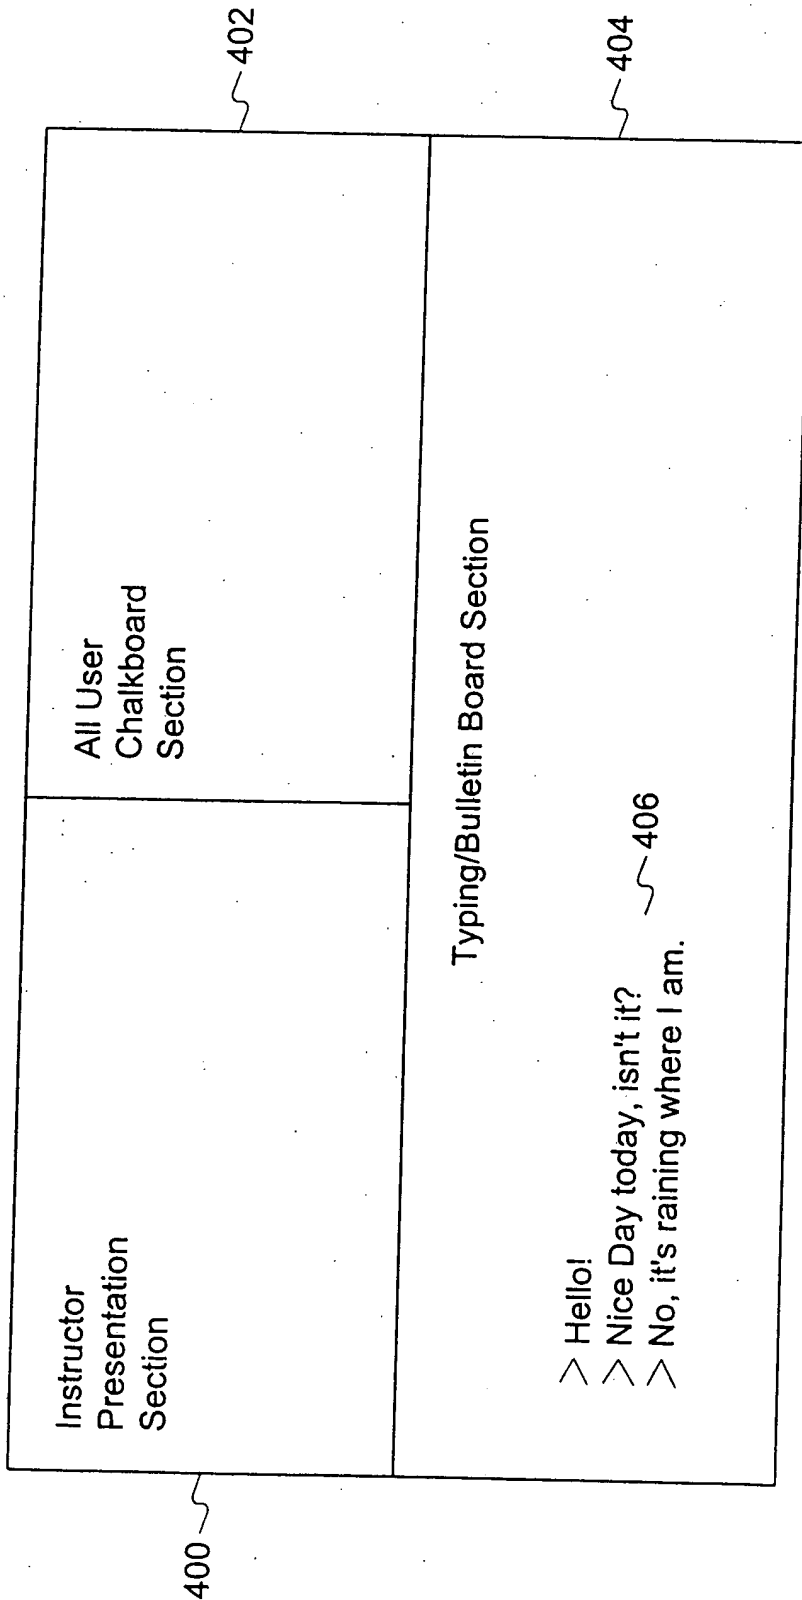 Instructor
Presentation
Section
All User
Chalkboard
Section
400
402
Typing/Bulletin Board Section
404
> Hello!
> Nice Day today, isn't it?
> No, it's raining where I am.
406